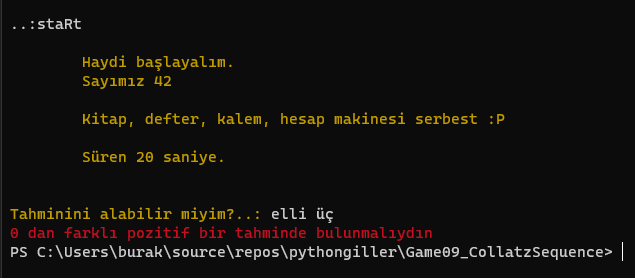 ..:staRt
Haydi başlayalım.
Sayımız 42
Kitap, defter, kalem, hesap makinesi serbest :P
Süren 20 saniye.
Tahminini alabilir miyim?..: elli üç
0 dan farklı pozitif bir tahminde bulunmalıydın
PS C:\Users\burak\source\repos\pythongiller\Game09_CollatzSequence>